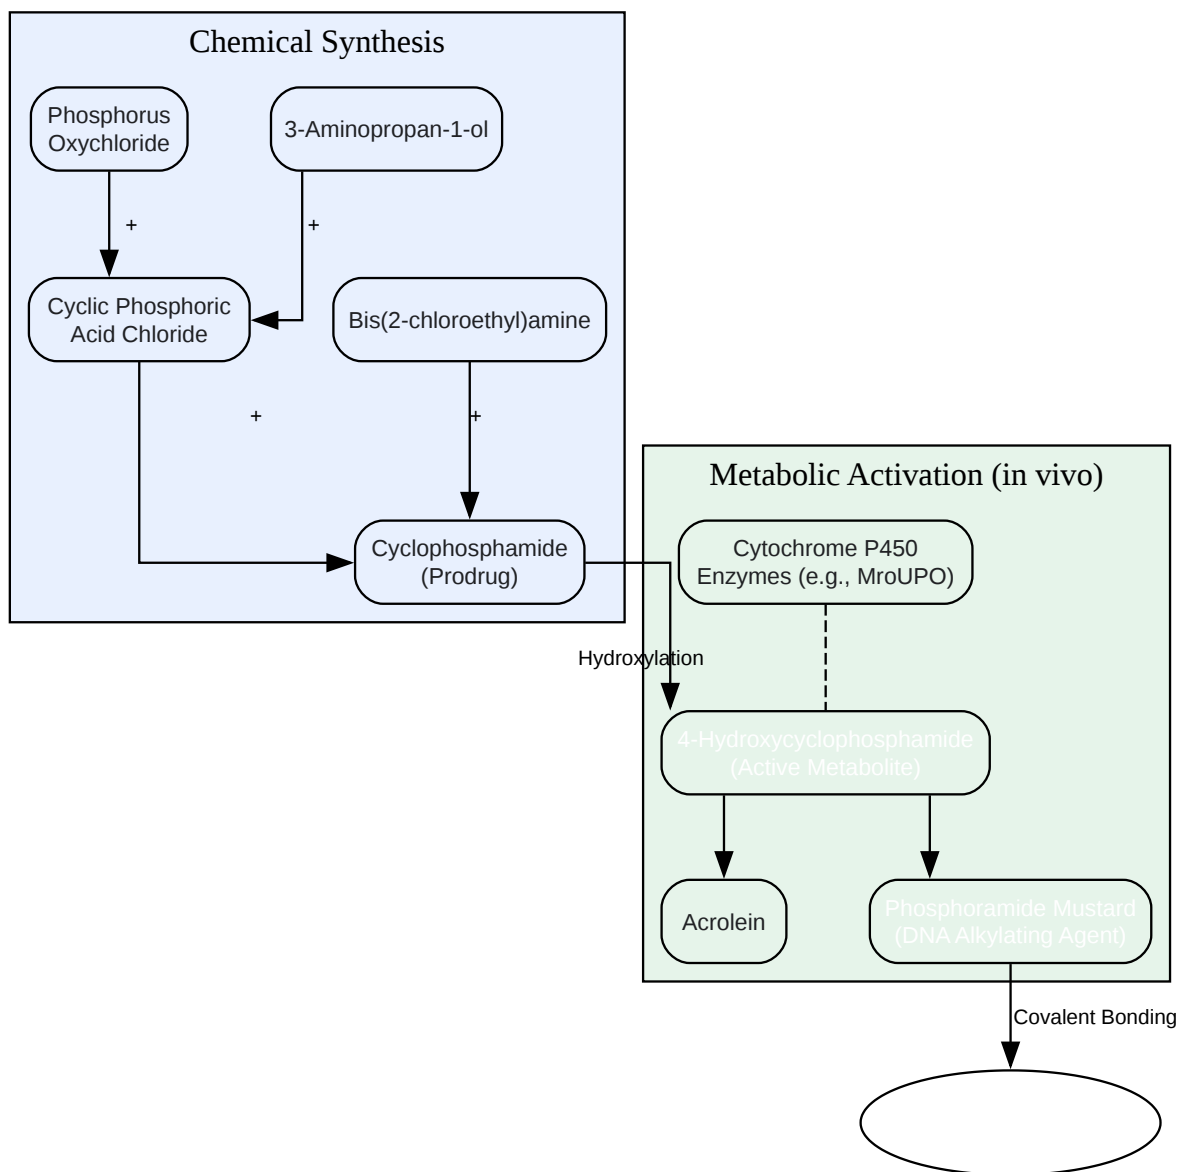 Chemical Synthesis
Phosphorus
Oxychloride
3-Aminopropan-1-ol
+
+
Cyclic Phosphoric
Acid Chloride
Bis(2-chloroethyl)amine
+
+
Metabolic Activation (in vivo)
Cyclophosphamide
(Prodrug)
Cytochrome P450
Enzymes (e.g., MroUPO)
Hydroxylation
4-Hydroxycyclophosphamide
(Active Metabolite)
Acrolein
Phosphoramide Mustard
(DNA Alkylating Agent)
Covalent Bonding